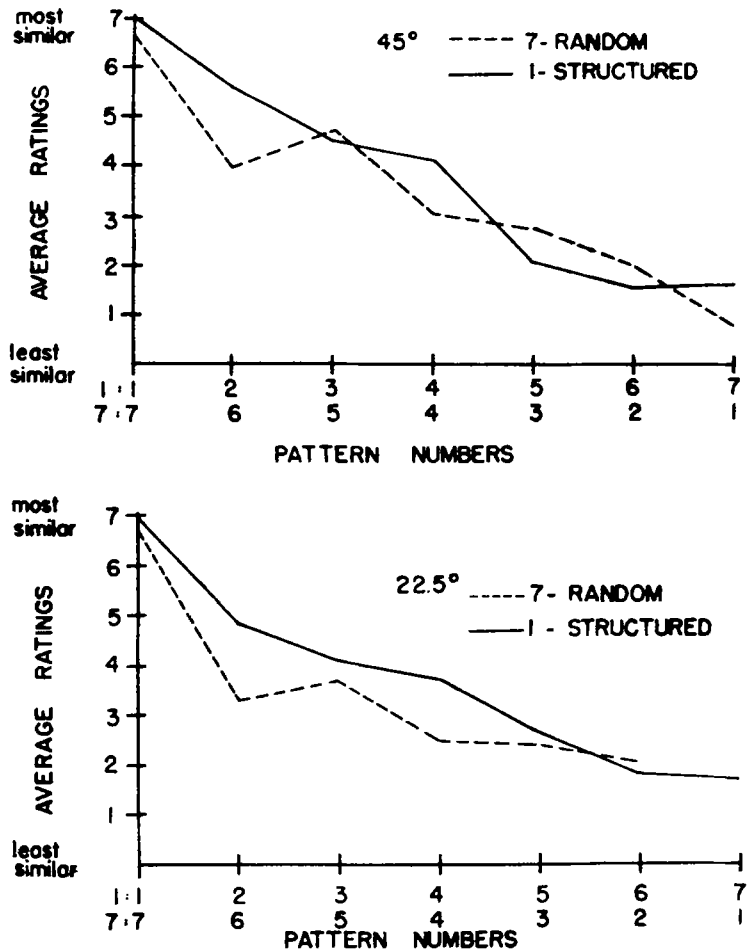 most
similar
7
6
5
4
3
2
1
least
similar
AVERAGE RATINGS
45° 7- RANDOM
1- STRUCTURED
1:1 2 3 4 5 6 7
7:7 6 5 4 3 2 1
PATTERN NUMBERS
most
similar
7
6
5
4
3
2
1
least
similar
AVERAGE RATINGS
22.5° 7- RANDOM
1 - STRUCTURED
1:1 2 3 4 5 6 7
7:7 6 5 4 3 2 1
PATTERN NUMBERS